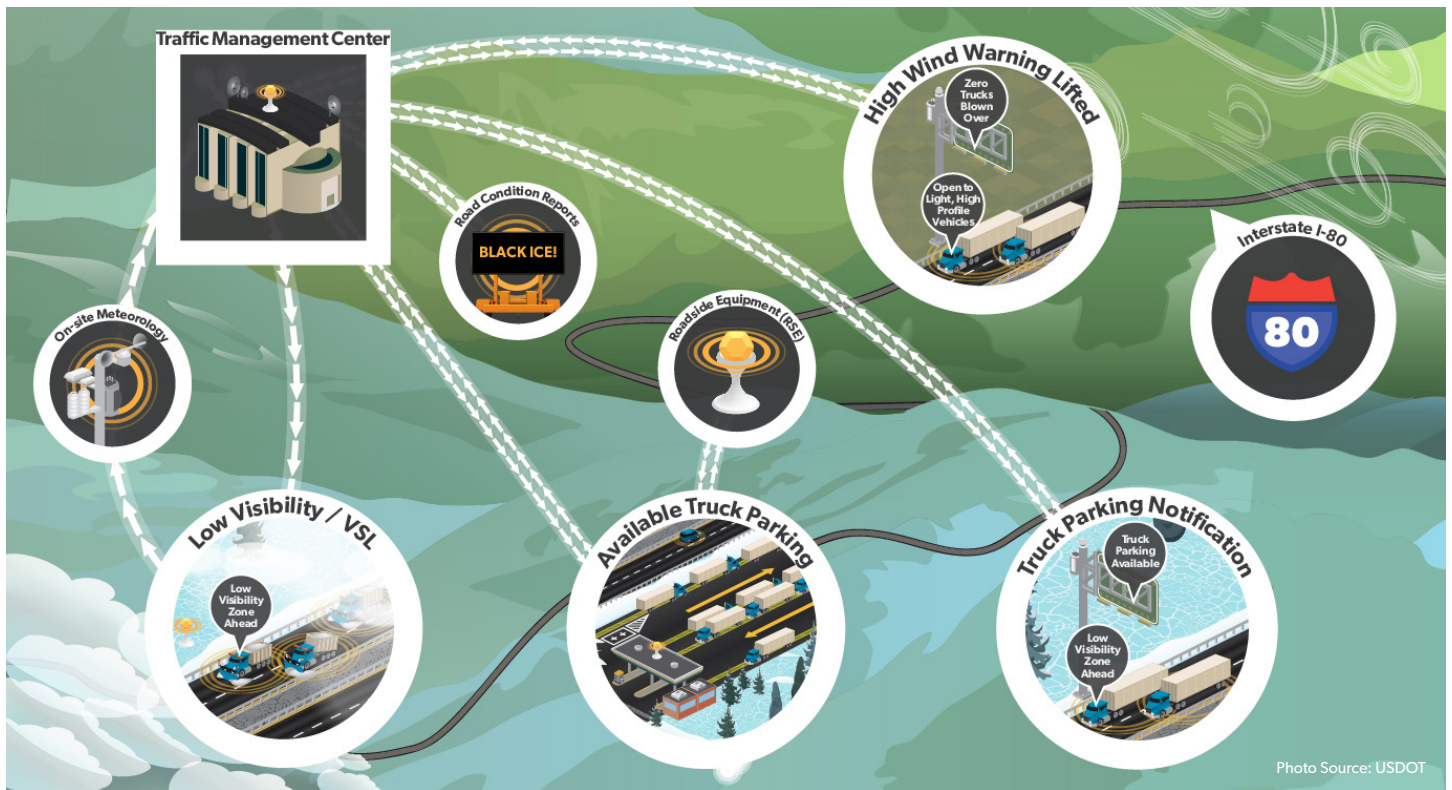 Traffic Management Center
High Wind Warning Lifted
Zero
Trucks
Blown
Over
Open to
Light, High
Profile
Vehicles
Road Condition Reports
BLACK ICE!
Interstate I-80
80
On-site Meteorology
Roadside Equipment (RSE)
Low Visibility / VSL
Low
Visibility
Zone
Ahead
Available Truck Parking
Truck Parking Notification
Truck
Parking
Available
Low
Visibility
Zone
Ahead
Photo Source: USDOT